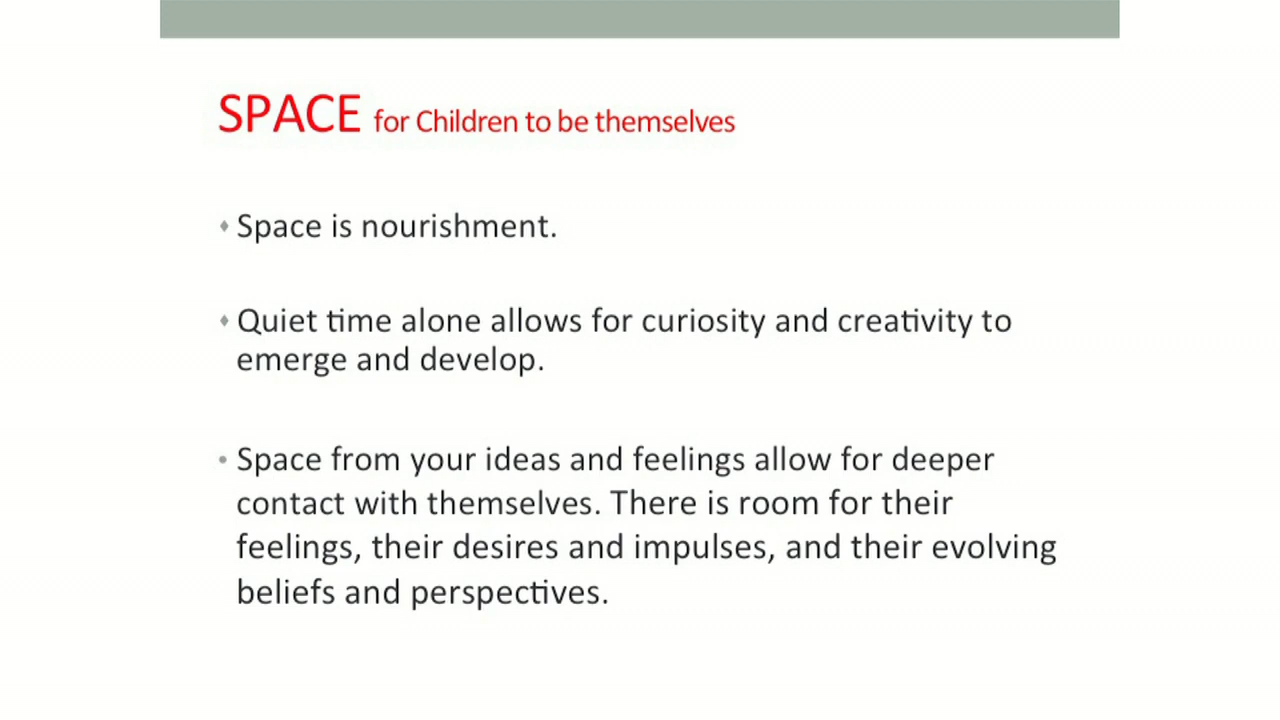 SPACE for Children to be themselves
♦ Space is nourishment.
♦ Quiet time alone allows for curiosity and creativity to
emerge and develop.
• Space from your ideas and feelings allow for deeper
contact with themselves. There is room for their
feelings, their desires and impulses, and their evolving
beliefs and perspectives.